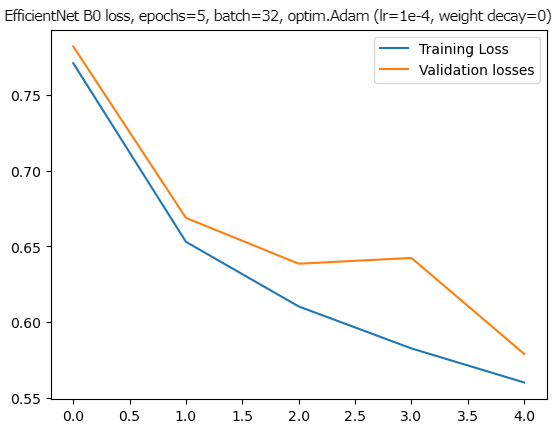 EfficientNet B0 loss, epochs=5, batch=32, optim.Adam (lr=1e-4, weight decay=0)
Training Loss
Validation losses
0.75
0.70
0.65
0.60
0.55
0.0 0.5 1.0 1.5 2.0 2.5 3.0 3.5 4.0